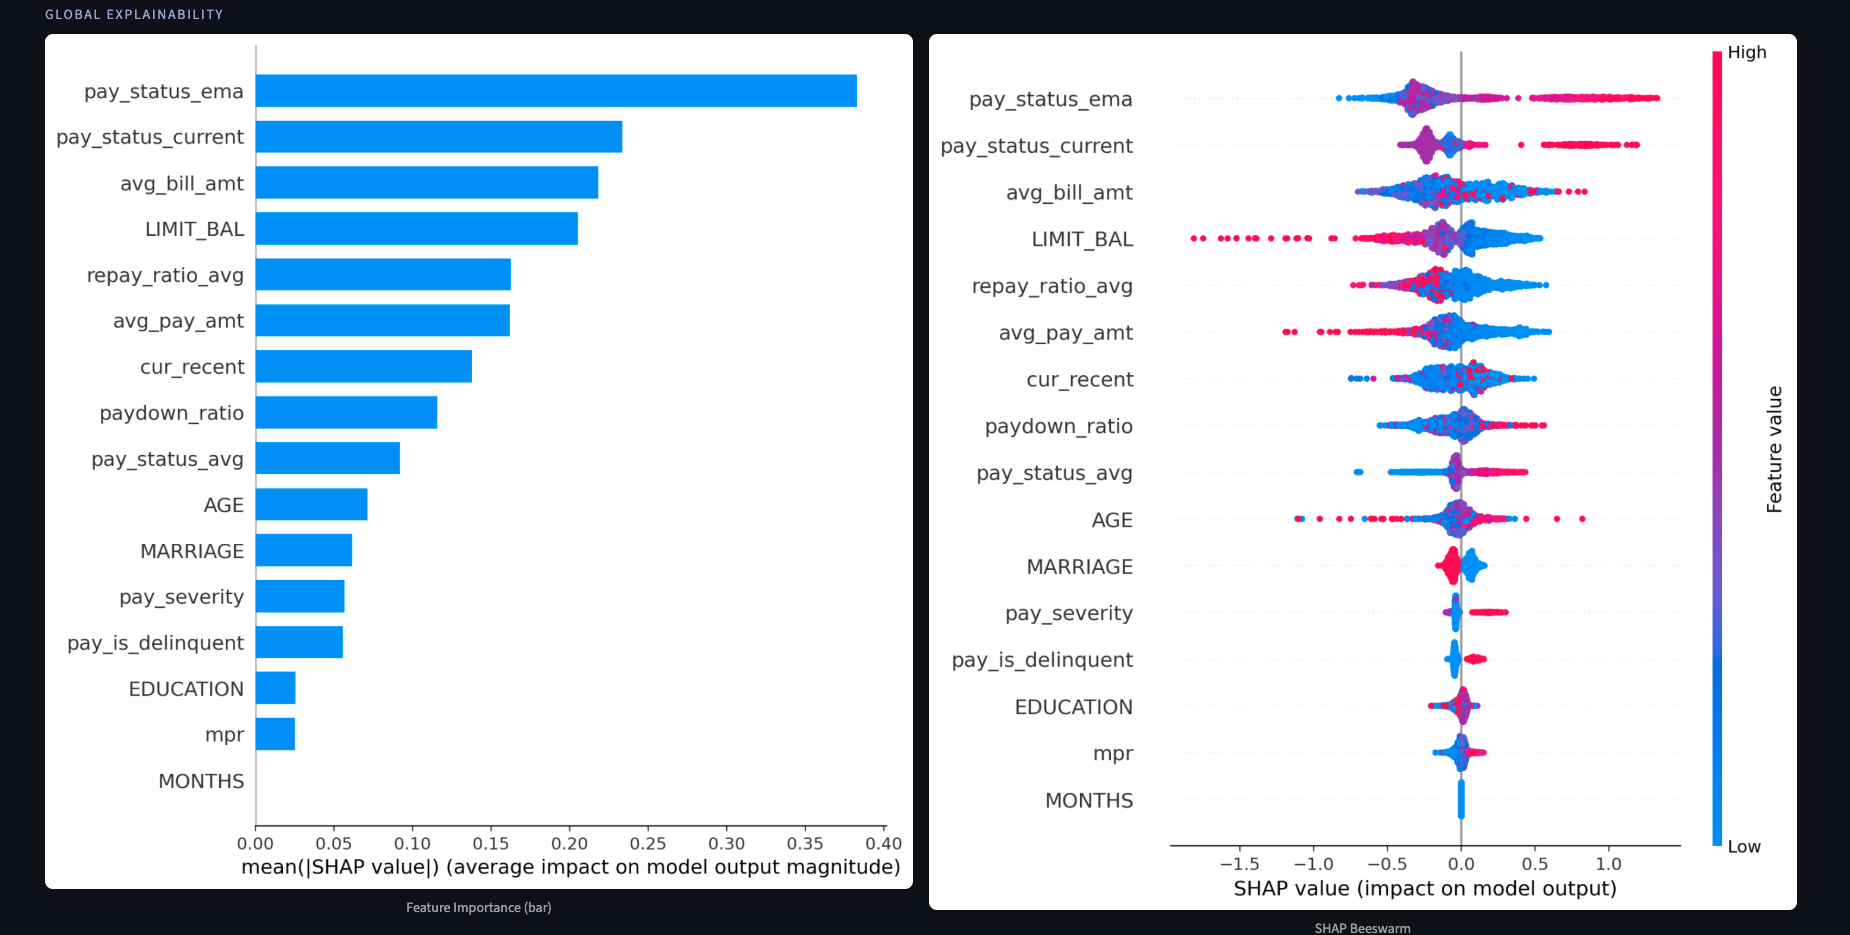 GLOBAL EXPLAINABILITY
pay_status_ema
pay_status_current
avg_bill_amt
LIMIT_BAL
repay_ratio_avg
avg_pay_amt
cur_recent
paydown_ratio
pay_status_avg
AGE
MARRIAGE
pay_severity
pay_is_delinquent
EDUCATION
mpr
MONTHS
0.00 0.05 0.10 0.15 0.20 0.25 0.30 0.35 0.40
mean(|SHAP value|) (average impact on model output magnitude)
Feature Importance (bar)
High
pay_status_ema
pay_status_current
avg_bill_amt
LIMIT_BAL
repay_ratio_avg
avg_pay_amt
cur_recent
paydown_ratio
pay_status_avg
AGE
MARRIAGE
pay_severity
pay_is_delinquent
EDUCATION
mpr
MONTHS
Feature value
Low
−1.5 −1.0 −0.5 0.0 0.5 1.0
SHAP value (impact on model output)
SHAP Beeswarm